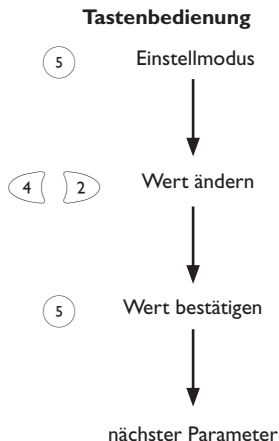 Tastenbedienung
5 Einstellmodus
4 2 Wert ändern
5 Wert bestätigen
nächster Parameter